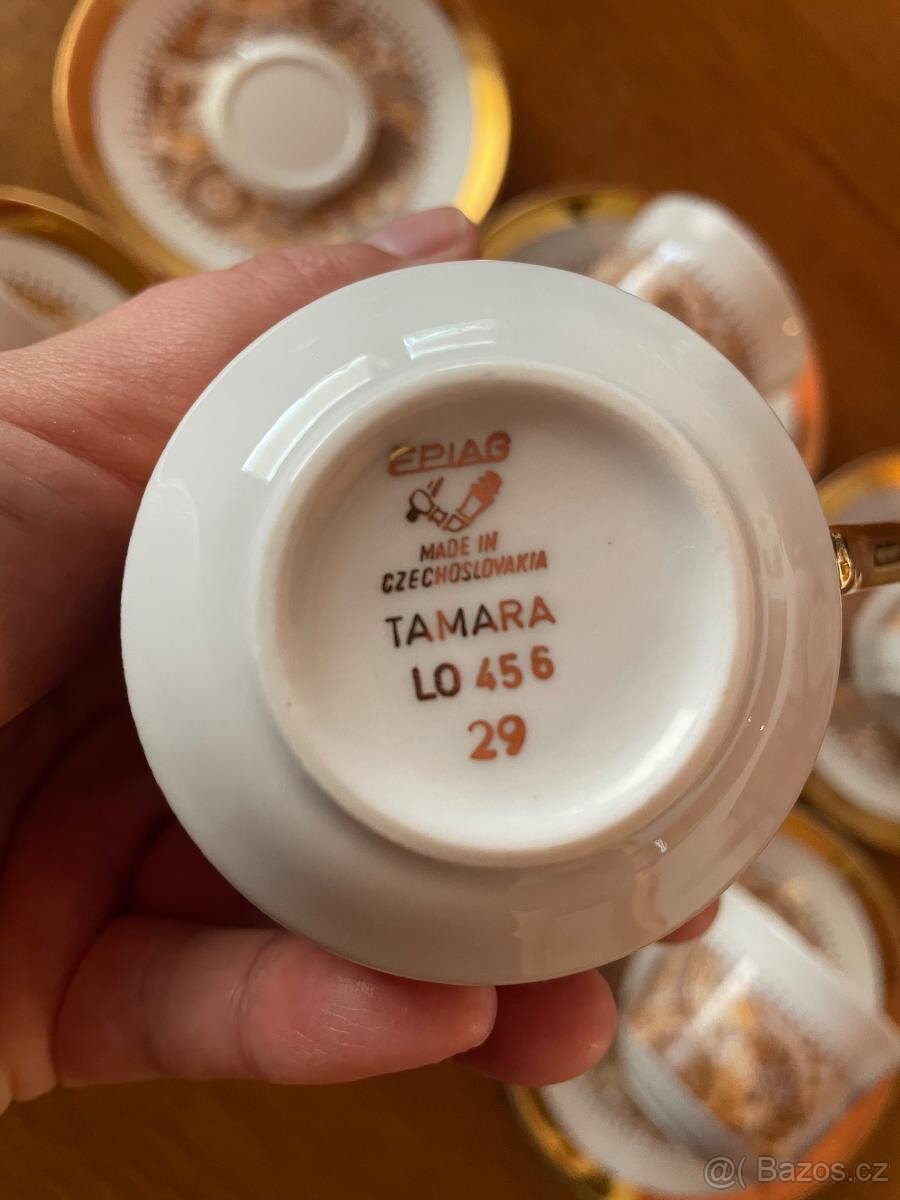 EPIAG
MADE IN
CZECHOSLOVAKIA
TAMARA
LO 456
29
@( Bazos.cz